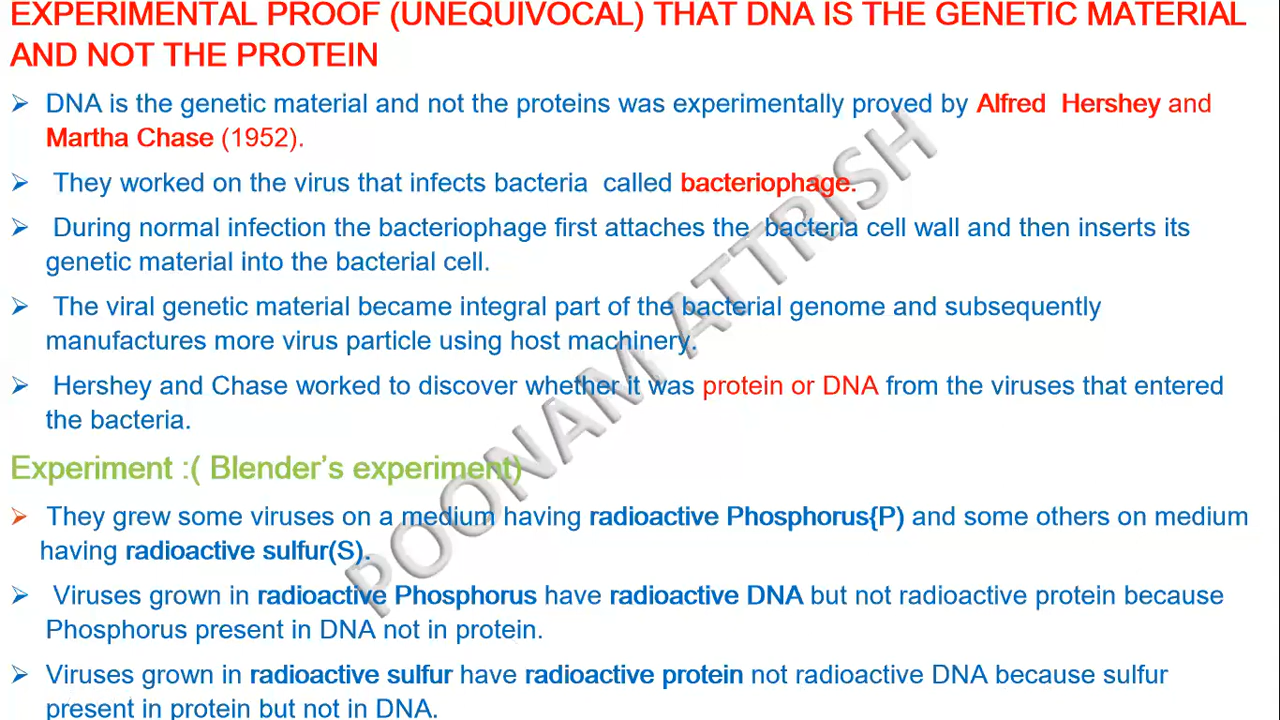 EXPERIMENTAL PROOF (UNEQUIVOCAL) THAT DNA IS THE GENETIC MATERIAL
AND NOT THE PROTEIN
➢ DNA is the genetic material and not the proteins was experimentally proved by Alfred Hershey and
Martha Chase (1952).
➢ They worked on the virus that infects bacteria called bacteriophage.
➢ During normal infection the bacteriophage first attaches the bacteria cell wall and then inserts its
genetic material into the bacterial cell.
➢ The viral genetic material became integral part of the bacterial genome and subsequently
manufactures more virus particle using host machinery.
➢ Hershey and Chase worked to discover whether it was protein or DNA from the viruses that entered
the bacteria.
Experiment :( Blender's experiment)
➢ They grew some viruses on a medium having radioactive Phosphorus{P) and some others on medium
having radioactive sulfur(S).
➢ Viruses grown in radioactive Phosphorus have radioactive DNA but not radioactive protein because
Phosphorus present in DNA not in protein.
➢ Viruses grown in radioactive sulfur have radioactive protein not radioactive DNA because sulfur
present in protein but not in DNA.
POONAM ATTRISH